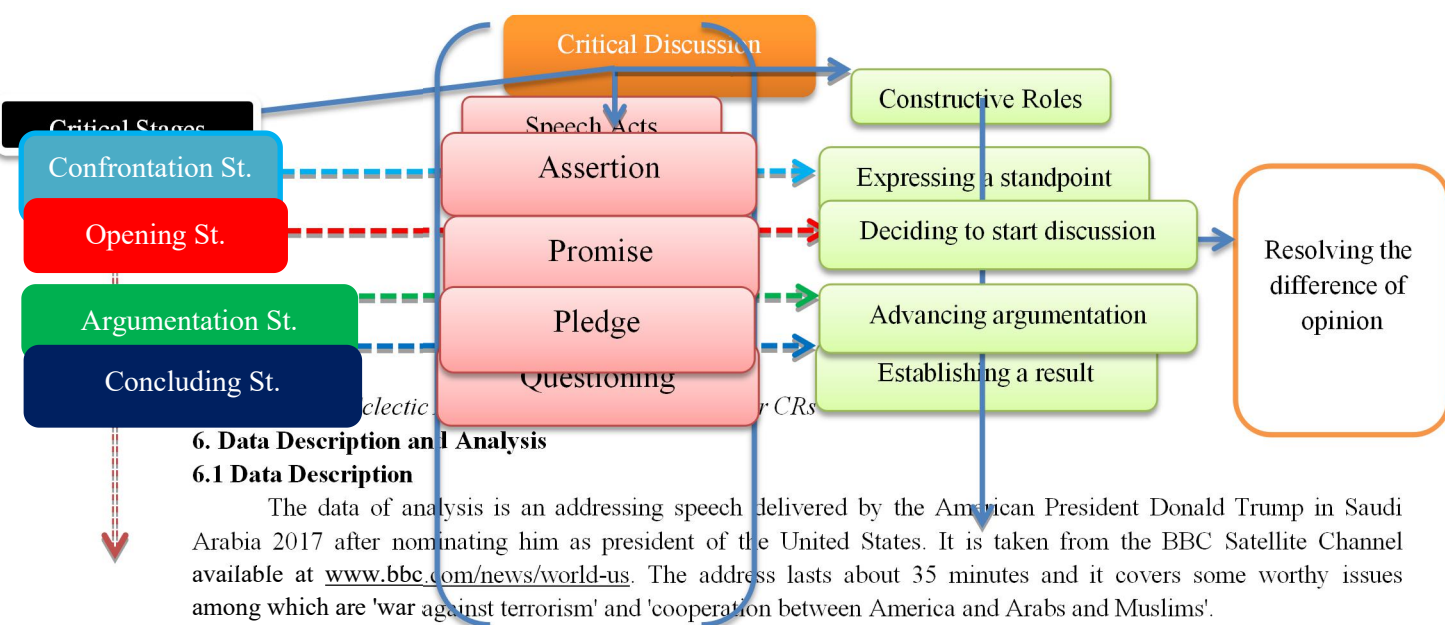 Critical Discussion
Constructive Roles
Critical Stages
Speech Acts
Confrontation St.
Assertion
Expressing a standpoint
Opening St.
Promise
Deciding to start discussion
Resolving the
difference of
opinion
Argumentation St.
Pledge
Advancing argumentation
Concluding St.
Questioning
Establishing a result
CRs
6. Data Description and Analysis
6.1 Data Description
The data of analysis is an addressing speech delivered by the American President Donald Trump in Saudi
Arabia 2017 after nominating him as president of the United States. It is taken from the BBC Satellite Channel
available at www.bbc.com/news/world-us. The address lasts about 35 minutes and it covers some worthy issues
among which are 'war against terrorism' and 'cooperation between America and Arabs and Muslims'.